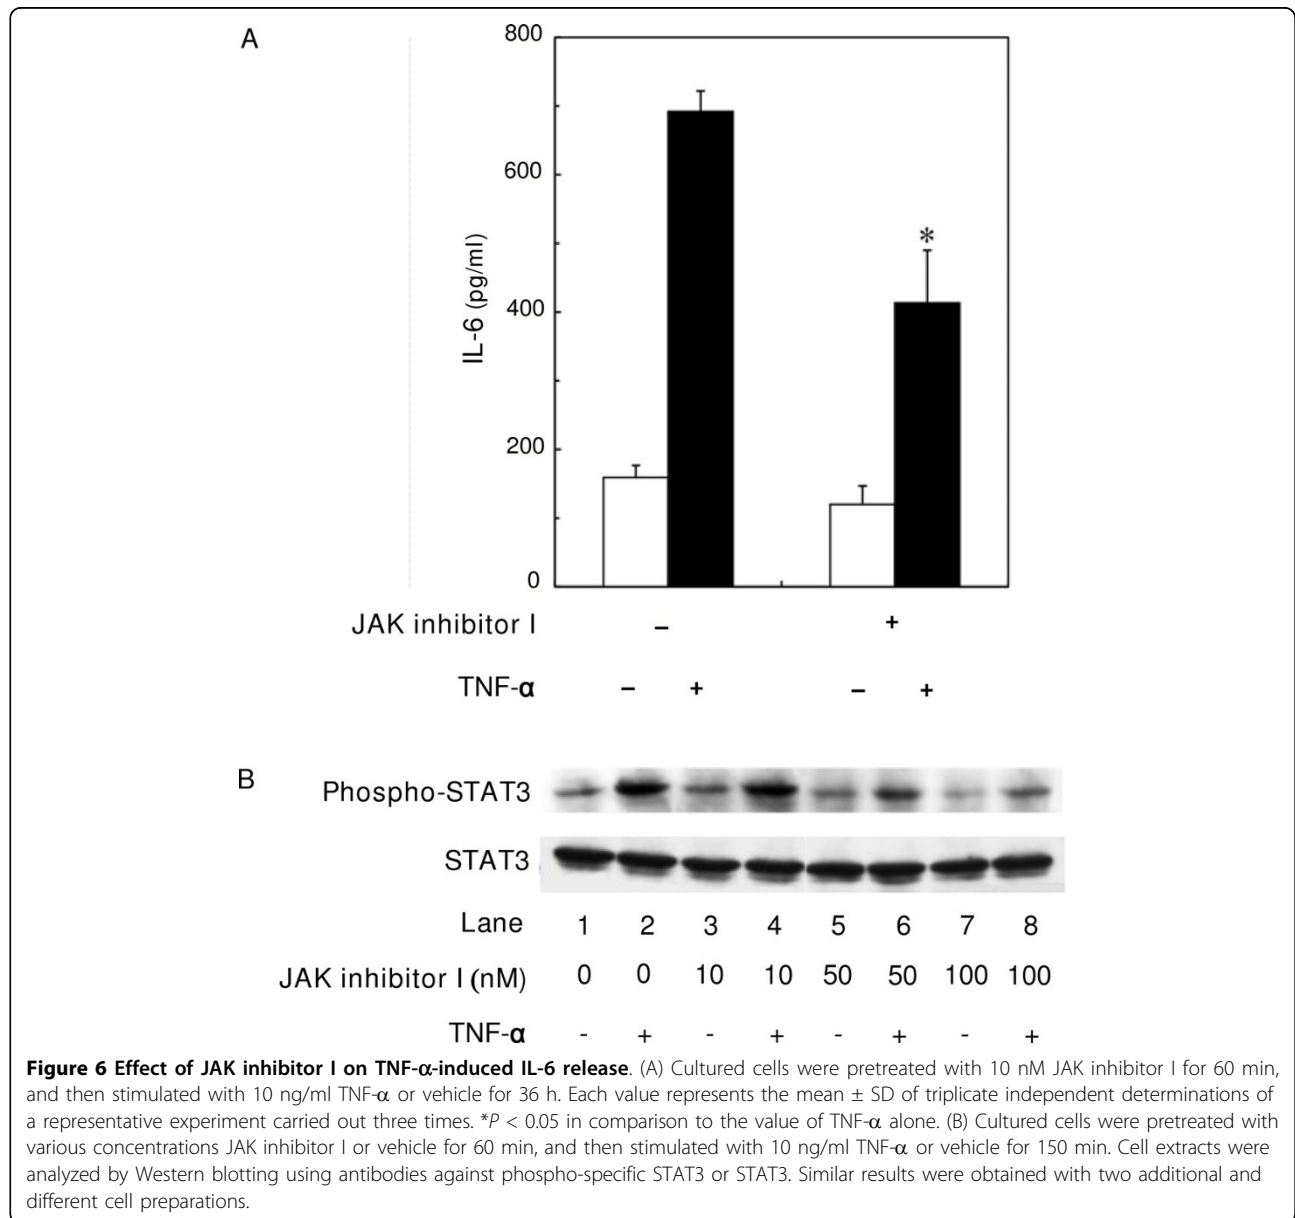 A
800
600
400
200
0
IL-6 (pg/ml)
*
JAK inhibitor I – +
TNF-α – + – +
B
Phospho-STAT3
STAT3
Lane 1 2 3 4 5 6 7 8
JAK inhibitor I (nM) 0 0 10 10 50 50 100 100
TNF-α - + - + - + - +
Figure 6 Effect of JAK inhibitor I on TNF-α-induced IL-6 release. (A) Cultured cells were pretreated with 10 nM JAK inhibitor I for 60 min,
and then stimulated with 10 ng/ml TNF-α or vehicle for 36 h. Each value represents the mean ± SD of triplicate independent determinations of
a representative experiment carried out three times. *P < 0.05 in comparison to the value of TNF-α alone. (B) Cultured cells were pretreated with
various concentrations JAK inhibitor I or vehicle for 60 min, and then stimulated with 10 ng/ml TNF-α or vehicle for 150 min. Cell extracts were
analyzed by Western blotting using antibodies against phospho-specific STAT3 or STAT3. Similar results were obtained with two additional and
different cell preparations.